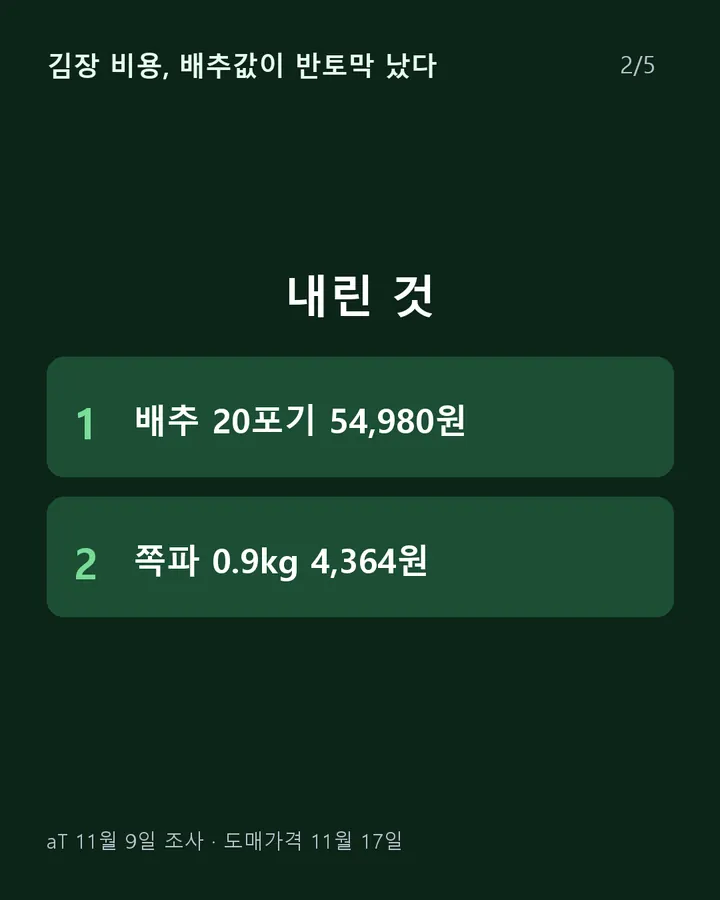 김장 비용, 배추값이 반토막 났다
2/5
내린 것
1 배추 20포기 54,980원
2 쪽파 0.9kg 4,364원
aT 11월 9일 조사 · 도매가격 11월 17일